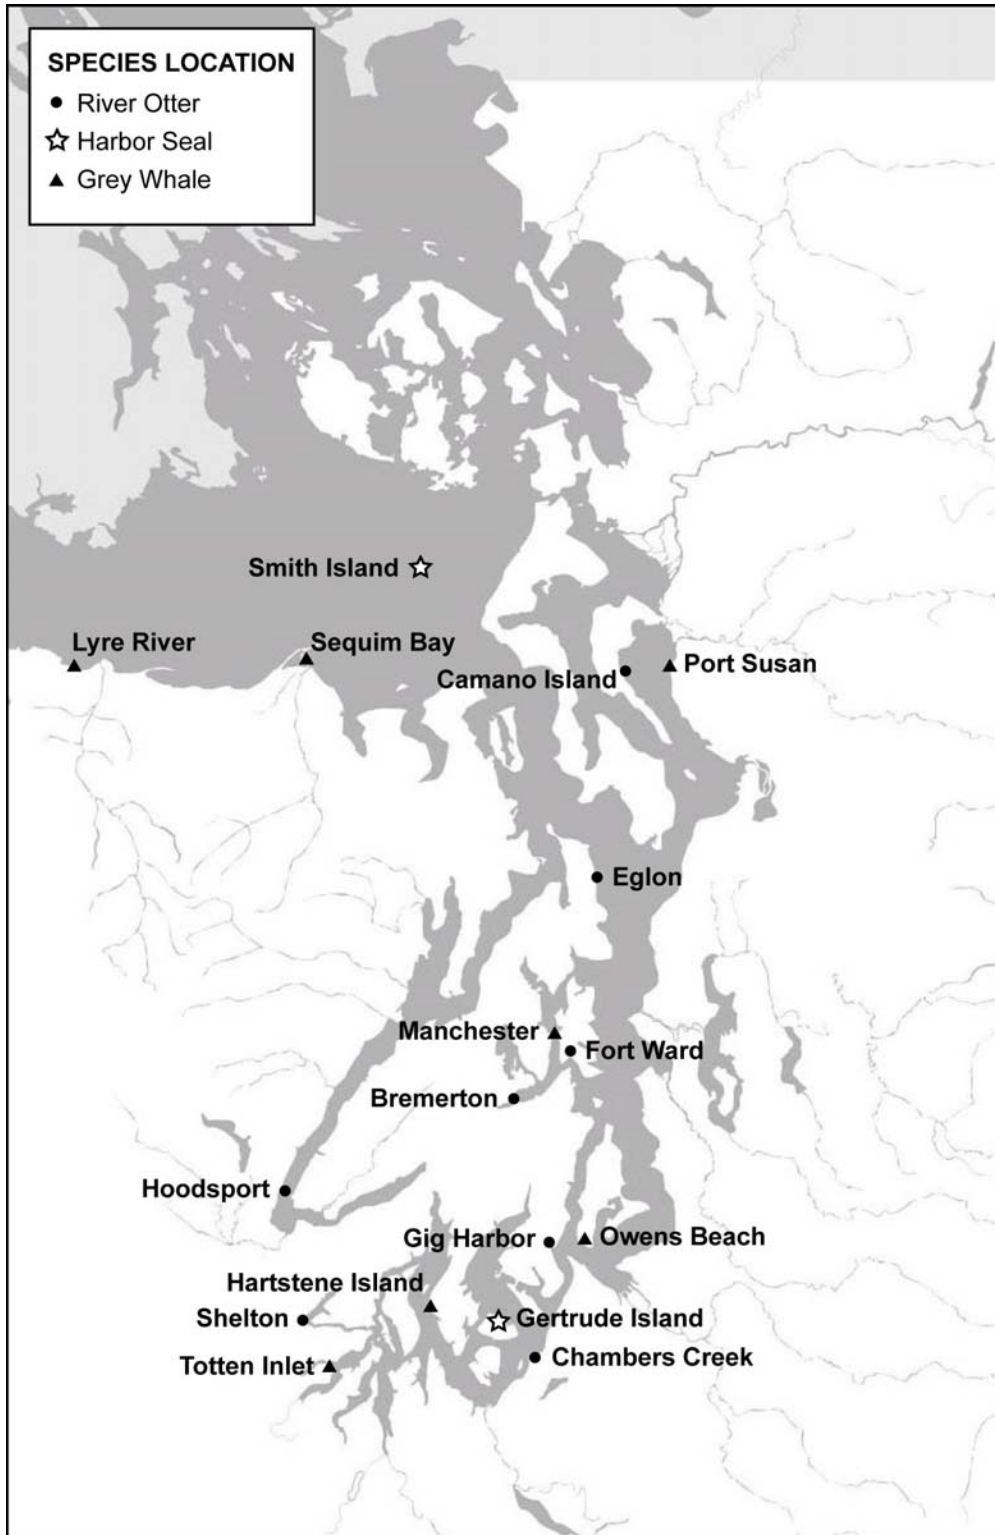 SPECIES LOCATION
River Otter
Harbor Seal
Grey Whale
Smith Island
Lyre River
Sequim Bay
Camano Island
Port Susan
Eglon
Manchester
Fort Ward
Bremerton
Hoodsport
Gig Harbor
Owens Beach
Hartstene Island
Shelton
Gertrude Island
Totten Inlet
Chambers Creek